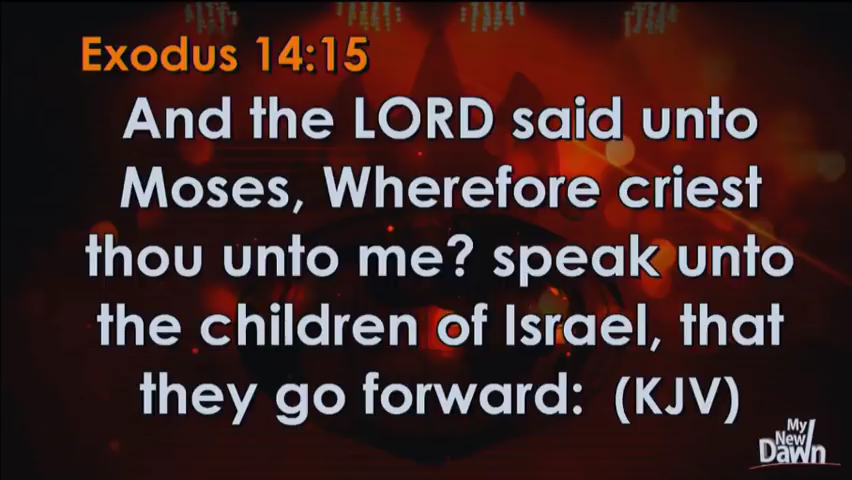 Exodus 14:15
And the LORD said unto
Moses, Wherefore criest
thou unto me? speak unto
the children of Israel, that
they go forward:  (KJV)
My
New
Dawn